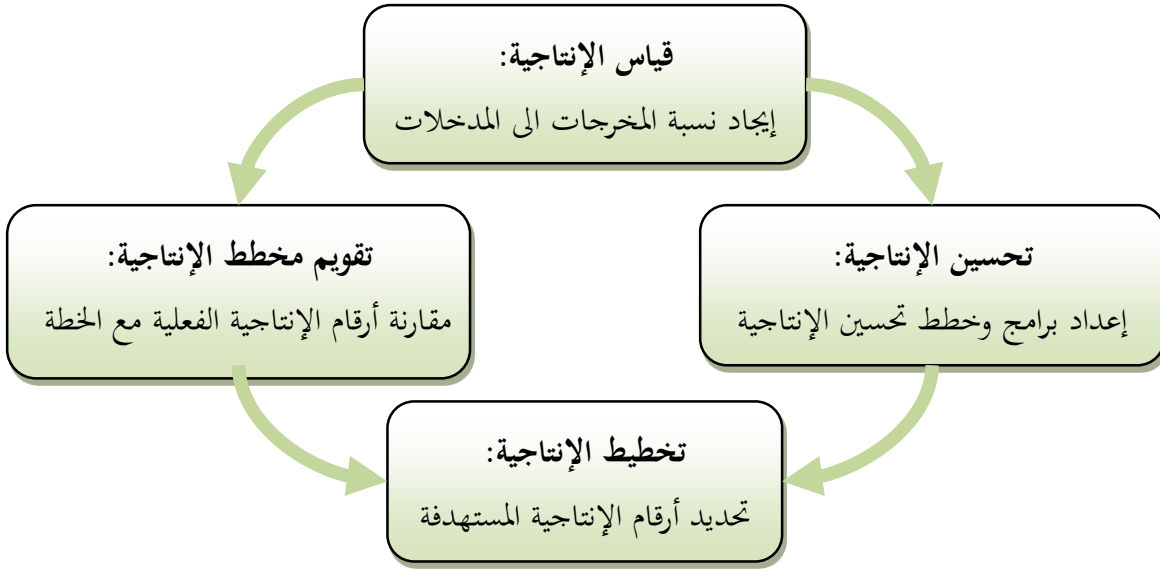 قياس الإنتاجية:
إيجاد نسبة المخرجات الى المدخلات
تحسين الإنتاجية:
إعداد برامج وخطط تحسين الإنتاجية
تقويم مخطط الإنتاجية:
مقارنة أرقام الإنتاجية الفعلية مع الخطة
تخطيط الإنتاجية:
تحديد أرقام الإنتاجية المستهدفة